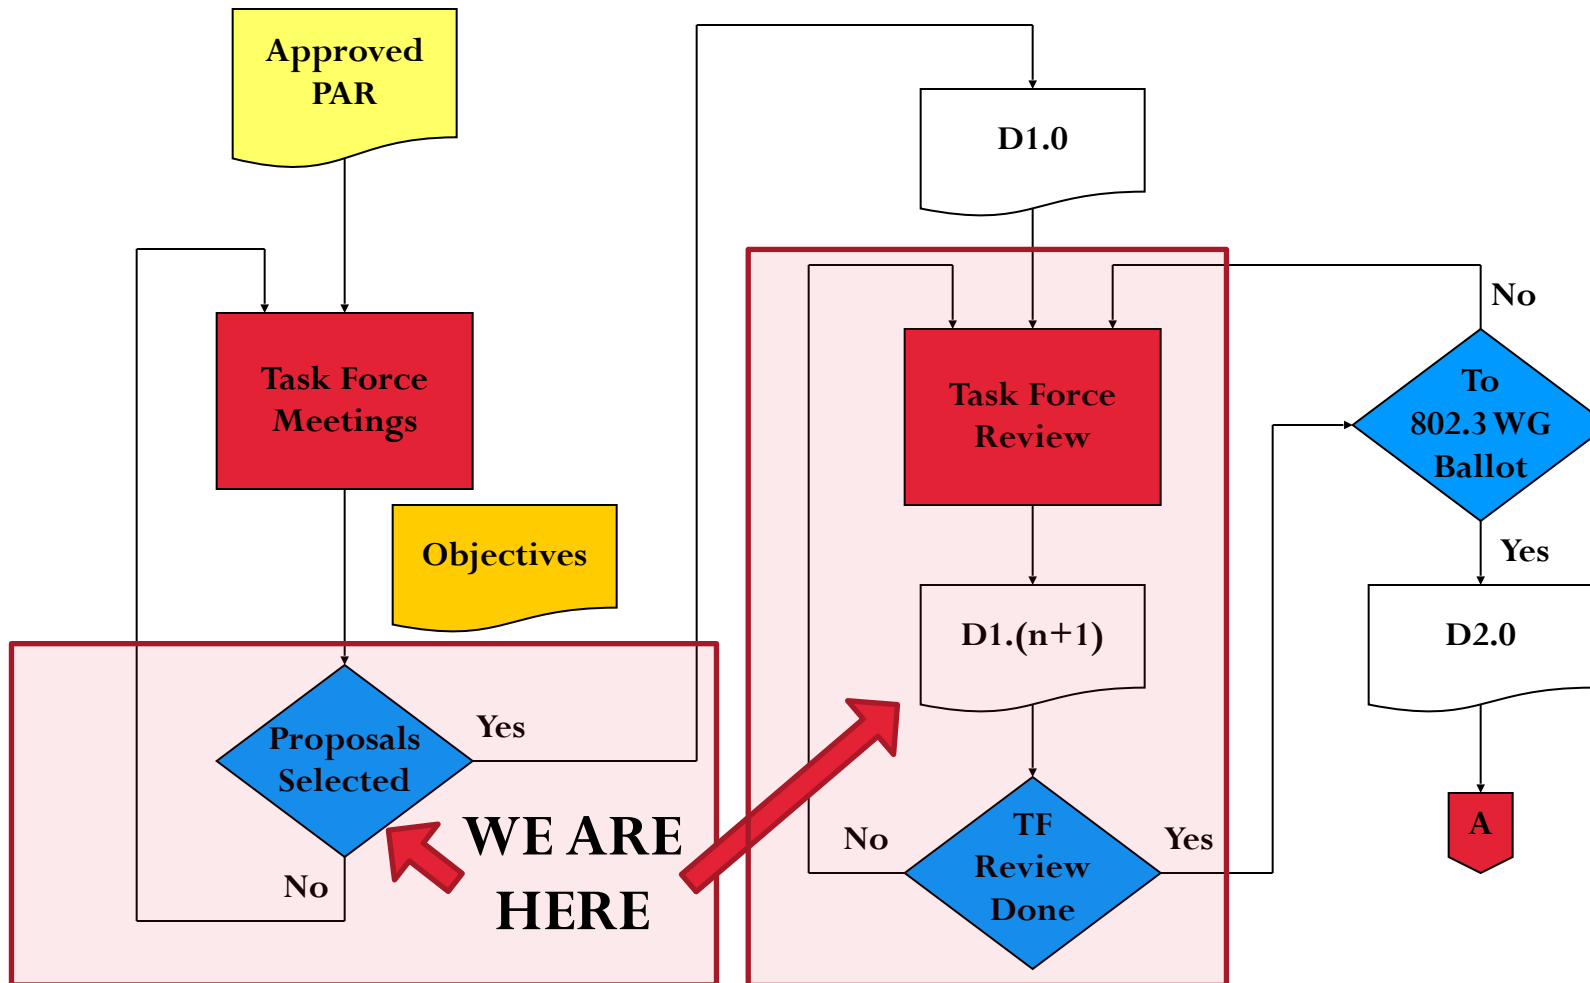 Approved
PAR
Task Force
Meetings
Objectives
Proposals
Selected
Yes
No
WE ARE
HERE
D1.0
Task Force
Review
D1.(n+1)
TF
Review
Done
No
Yes
To
802.3 WG
Ballot
No
Yes
D2.0
A